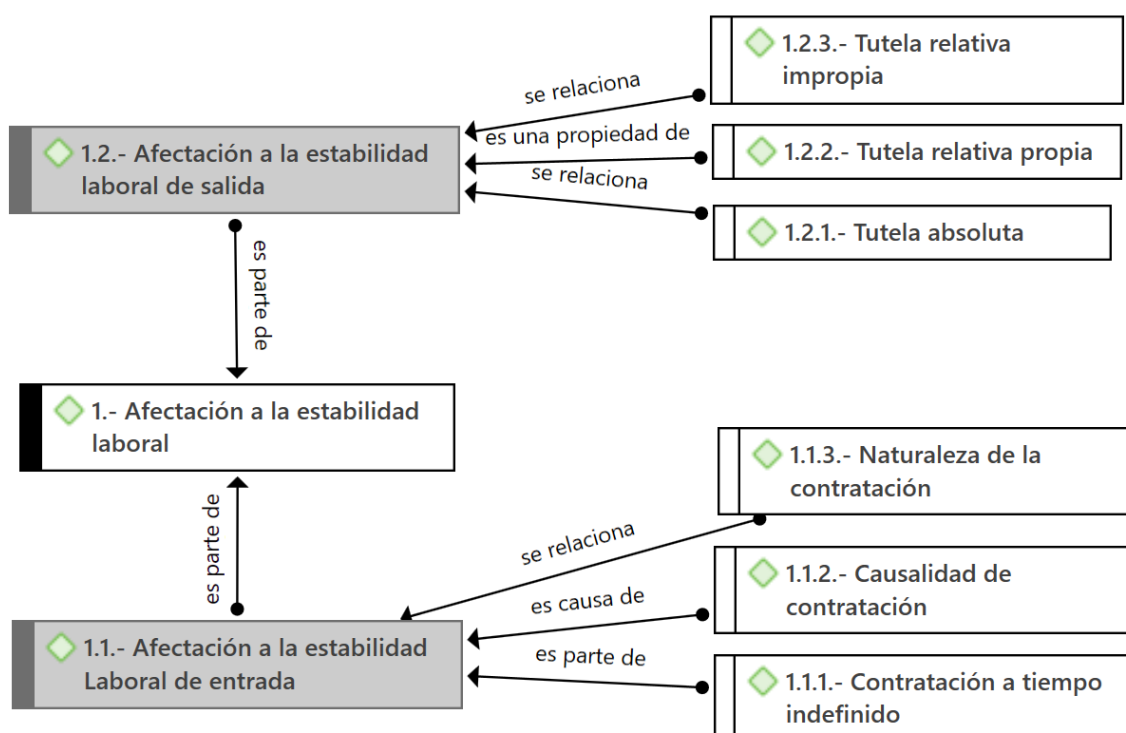 1.2.3.- Tutela relativa
impropia
se relaciona
es una propiedad de
1.2.- Afectación a la estabilidad
laboral de salida
1.2.2.- Tutela relativa propia
se relaciona
1.2.1.- Tutela absoluta
es parte de
1.- Afectación a la estabilidad
laboral
1.1.3.- Naturaleza de la
contratación
es parte de
se relaciona
1.1.2.- Causalidad de
contratación
es causa de
1.1.- Afectación a la estabilidad
Laboral de entrada
es parte de
1.1.1.- Contratación a tiempo
indefinido